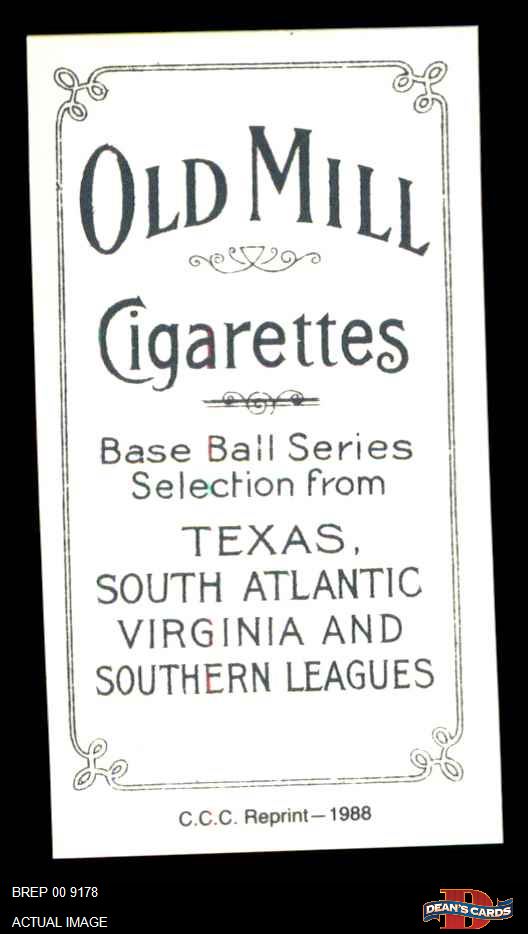 OLD MILL
Cigarettes
Base Ball Series
Selection from
TEXAS,
SOUTH ATLANTIC
VIRGINIA AND
SOUTHERN LEAGUES
C.C.C. Reprint—1988
BREP 00 9178
ACTUAL IMAGE
D
DEAN'S CARDS